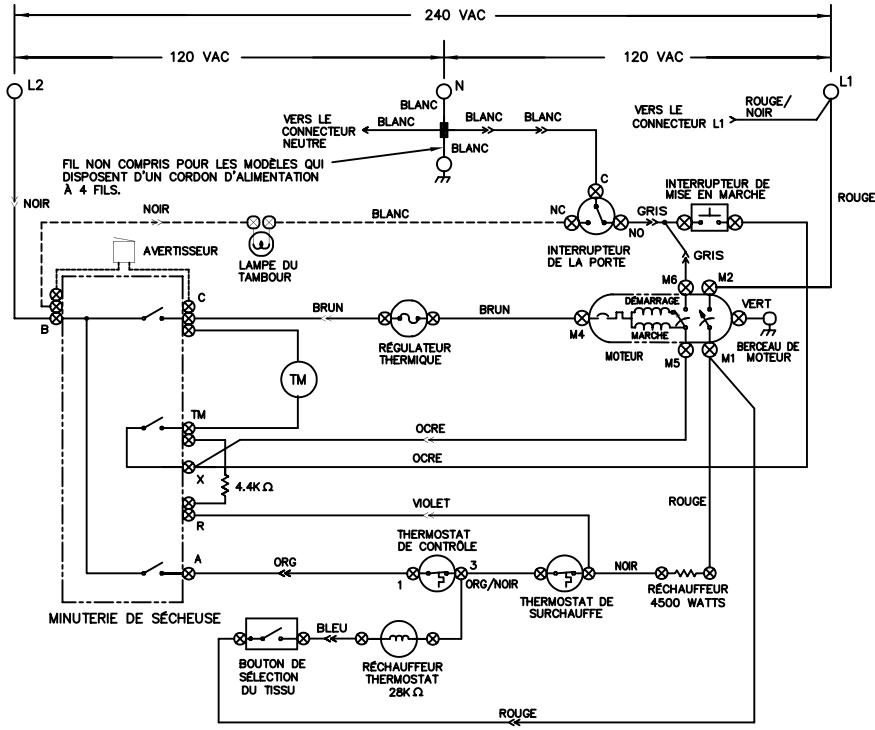 240 VAC
120 VAC
120 VAC
L2
N
L1
BLANC
VERS LE
CONNECTEUR
NEUTRE
BLANC
BLANC
BLANC
BLANC
VERS LE
CONNECTEUR L1
ROUGE/
NOIR
FIL NON COMPRIS POUR LES MODÈLES QUI
DISPOSENT D'UN CORDON D'ALIMENTATION
À 4 FILS.
NOIR
ROUGE
NOIR
BLANC
C
NC
NO
GRIS
INTERRUPTEUR DE
MISE EN MARCHE
AVERTISSEUR
LAMPE DU
TAMBOUR
INTERRUPTEUR
DE LA PORTE
GRIS
M6
M2
B
C
BRUN
BRUN
M4
DÉMARRAGE
MARCHE
VERT
RÉGULATEUR
THERMIQUE
MOTEUR
M5
M1
BERCEAU DE
MOTEUR
TM
TM
OCRE
OCRE
X
4.4KΩ
R
VIOLET
ROUGE
THERMOSTAT
DE CONTRÔLE
A
ORG
1
3
ORG/NOIR
NOIR
THERMOSTAT DE
SURCHAUFFE
RÉCHAUFFEUR
4500 WATTS
MINUTERIE DE SÉCHEUSE
BLEU
BOUTON DE
SÉLECTION
DU TISSU
RÉCHAUFFEUR
THERMOSTAT
28KΩ
ROUGE